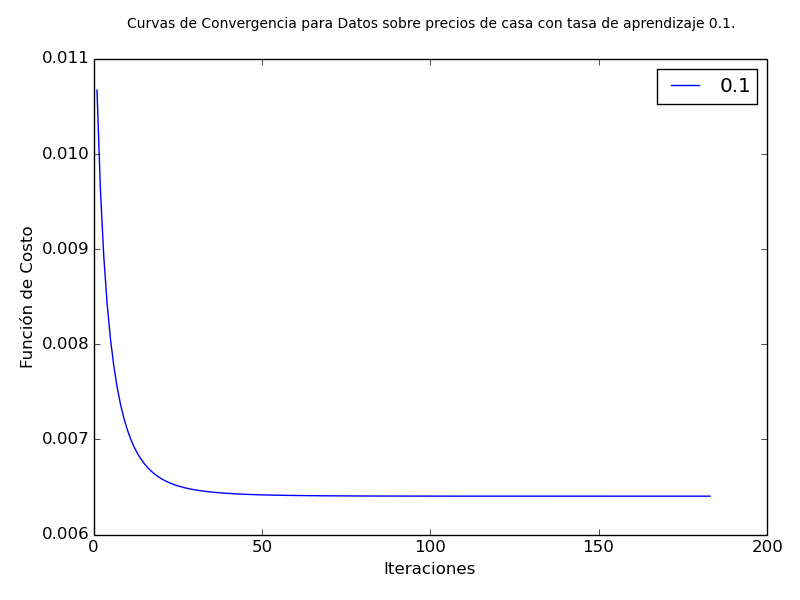 Curvas de Convergencia para Datos sobre precios de casa con tasa de aprendizaje 0.1.
0.1
0.011
0.010
0.009
0.008
0.007
0.006
Función de Costo
0 50 100 150 200
Iteraciones